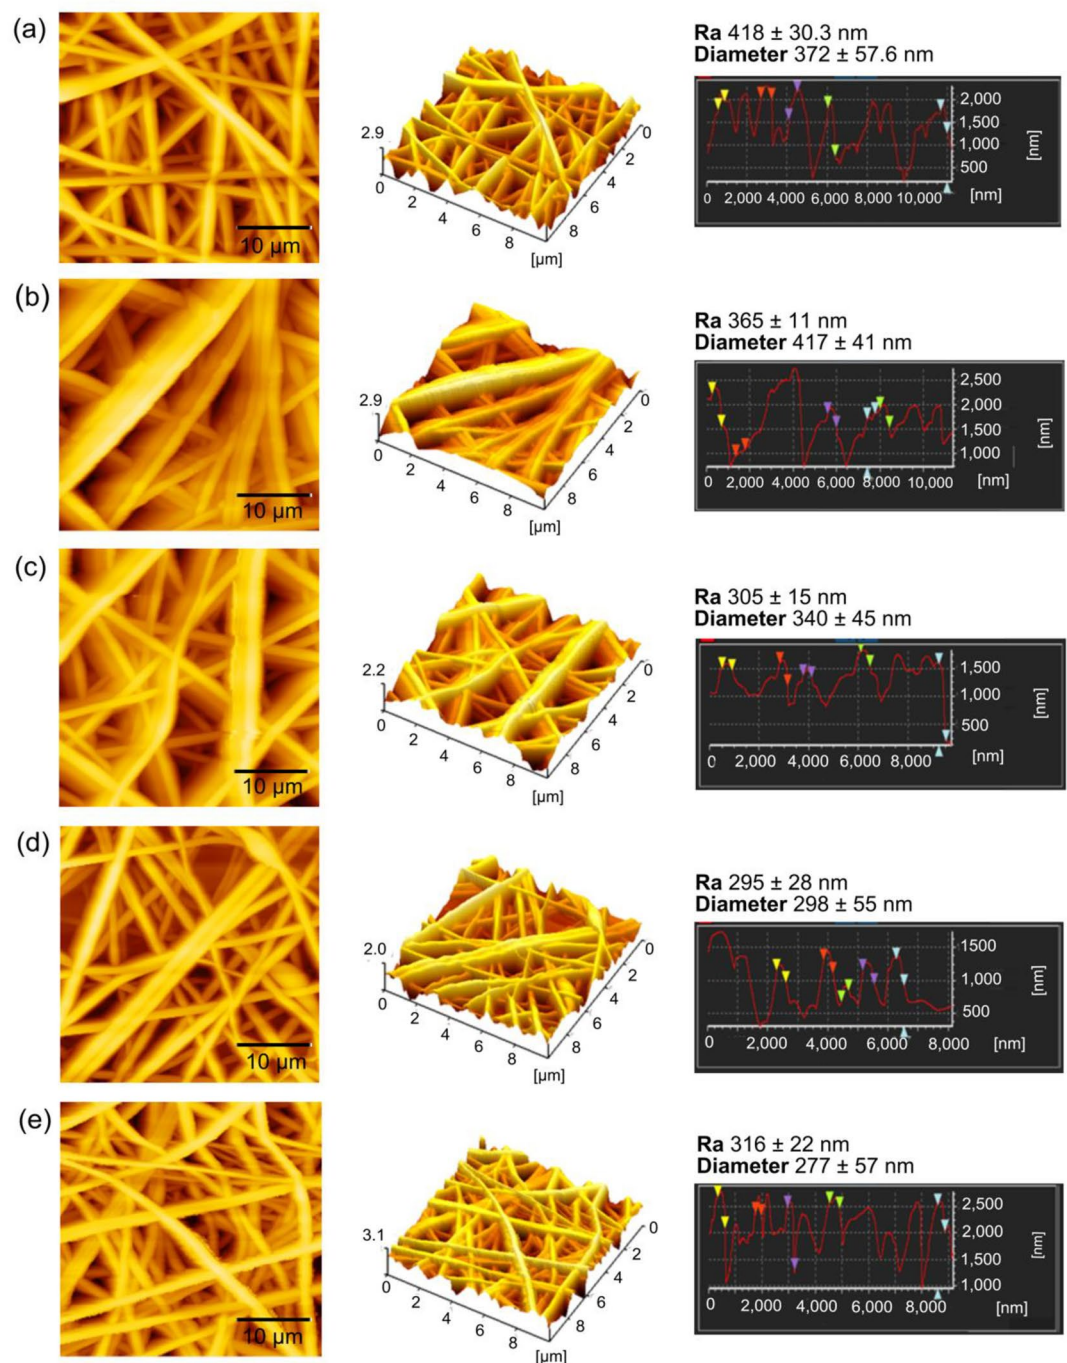 (a)
10 µm
2.9
0
2
4
6
8
0
2
4
6
8
[µm]
Ra 418 ± 30.3 nm
Diameter 372 ± 57.6 nm
2,000
1,500
1,000
500
[nm]
0 2,000 4,000 6,000 8,000 10,000 [nm]
(b)
10 µm
2.9
0
2
4
6
8
0
2
4
6
8
[µm]
Ra 365 ± 11 nm
Diameter 417 ± 41 nm
2,500
2,000
1,500
1,000
[nm]
0 2,000 4,000 6,000 8,000 10,000 [nm]
(c)
10 µm
2.2
0
2
4
6
8
0
2
4
6
8
[µm]
Ra 305 ± 15 nm
Diameter 340 ± 45 nm
1,500
1,000
500
[nm]
0 2,000 4,000 6,000 8,000 [nm]
(d)
10 µm
2.0
0
2
4
6
8
0
2
4
6
8
[µm]
Ra 295 ± 28 nm
Diameter 298 ± 55 nm
1500
1,000
500
[nm]
0 2,000 4,000 6,000 8,000 [nm]
(e)
10 µm
3.1
0
2
4
6
8
0
2
4
6
8
[µm]
Ra 316 ± 22 nm
Diameter 277 ± 57 nm
2,500
2,000
1,500
1,000
[nm]
0 2,000 4,000 6,000 8,000 [nm]